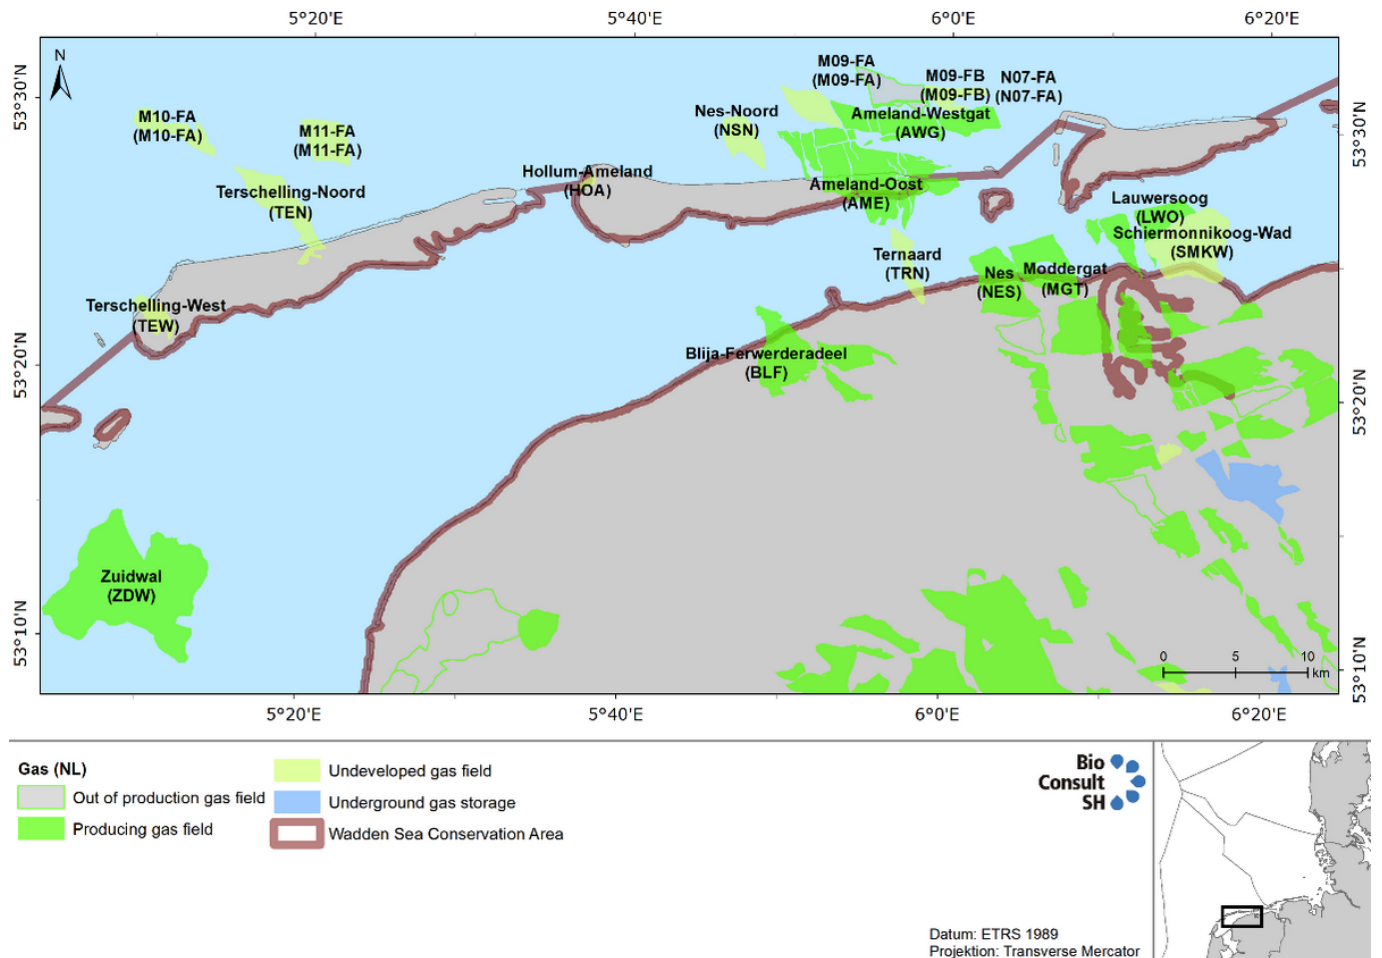 5°20'E
5°40'E
6°0'E
6°20'E
N
53°30'N
53°20'N
53°10'N
53°30'N
53°20'N
53°10'N
M10-FA
(M10-FA)
M11-FA
(M11-FA)
Terschelling-Noord
(TEN)
Terschelling-West
(TEW)
Hollum-Ameland
(HOA)
Nes-Noord
(NSN)
M09-FA
(M09-FA)
M09-FB
(M09-FB)
N07-FA
(N07-FA)
Ameland-Westgat
(AWG)
Ameland-Oost
(AME)
Ternaard
(TRN)
Nes
(NES)
Moddergat
(MGT)
Lauwersoog
(LWO)
Schiermonnikoog-Wad
(SMKW)
Blija-Ferwerderadeel
(BLF)
Zuidwal
(ZDW)
0 5 10
km
5°20'E
5°40'E
6°0'E
6°20'E
Gas (NL)
Out of production gas field
Producing gas field
Undeveloped gas field
Underground gas storage
Wadden Sea Conservation Area
Bio
Consult
SH
Datum: ETRS 1989
Projektion: Transverse Mercator